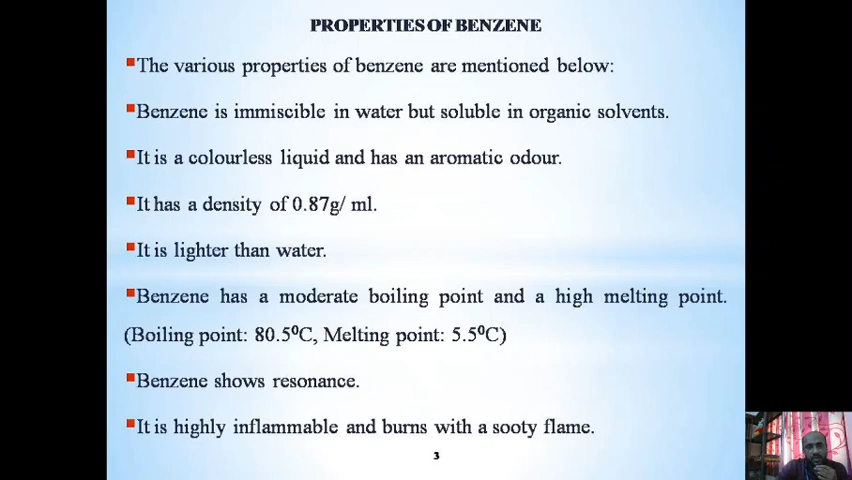 PROPERTIES OF BENZENE
▪The various properties of benzene are mentioned below:
▪Benzene is immiscible in water but soluble in organic solvents.
▪It is a colourless liquid and has an aromatic odour.
▪It has a density of 0.87g/ ml.
▪It is lighter than water.
▪Benzene has a moderate boiling point and a high melting point.
(Boiling point: 80.5⁰C, Melting point: 5.5⁰C)
▪Benzene shows resonance.
▪It is highly inflammable and burns with a sooty flame.
3